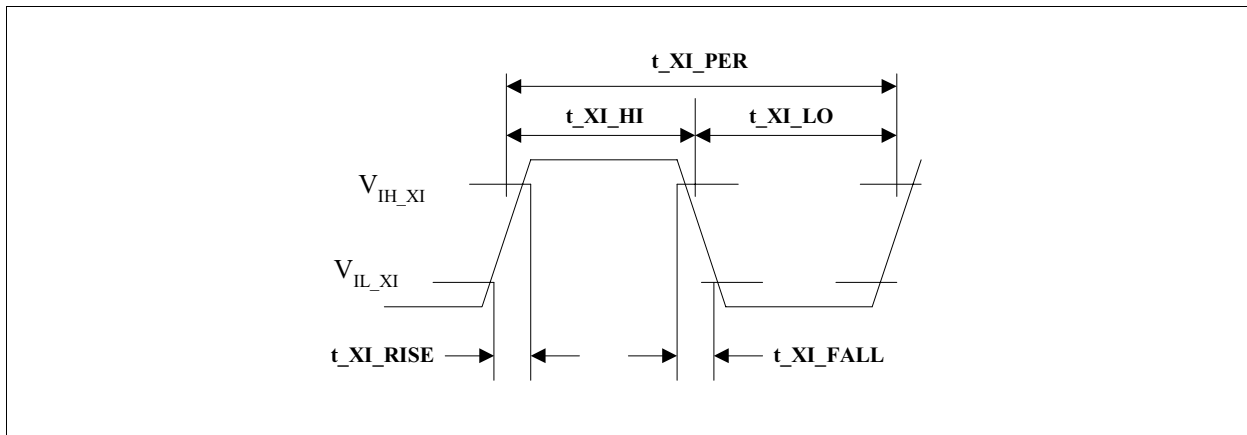 t_XI_PER
t_XI_HI
t_XI_LO
V_IH_XI
V_IL_XI
t_XI_RISE
t_XI_FALL